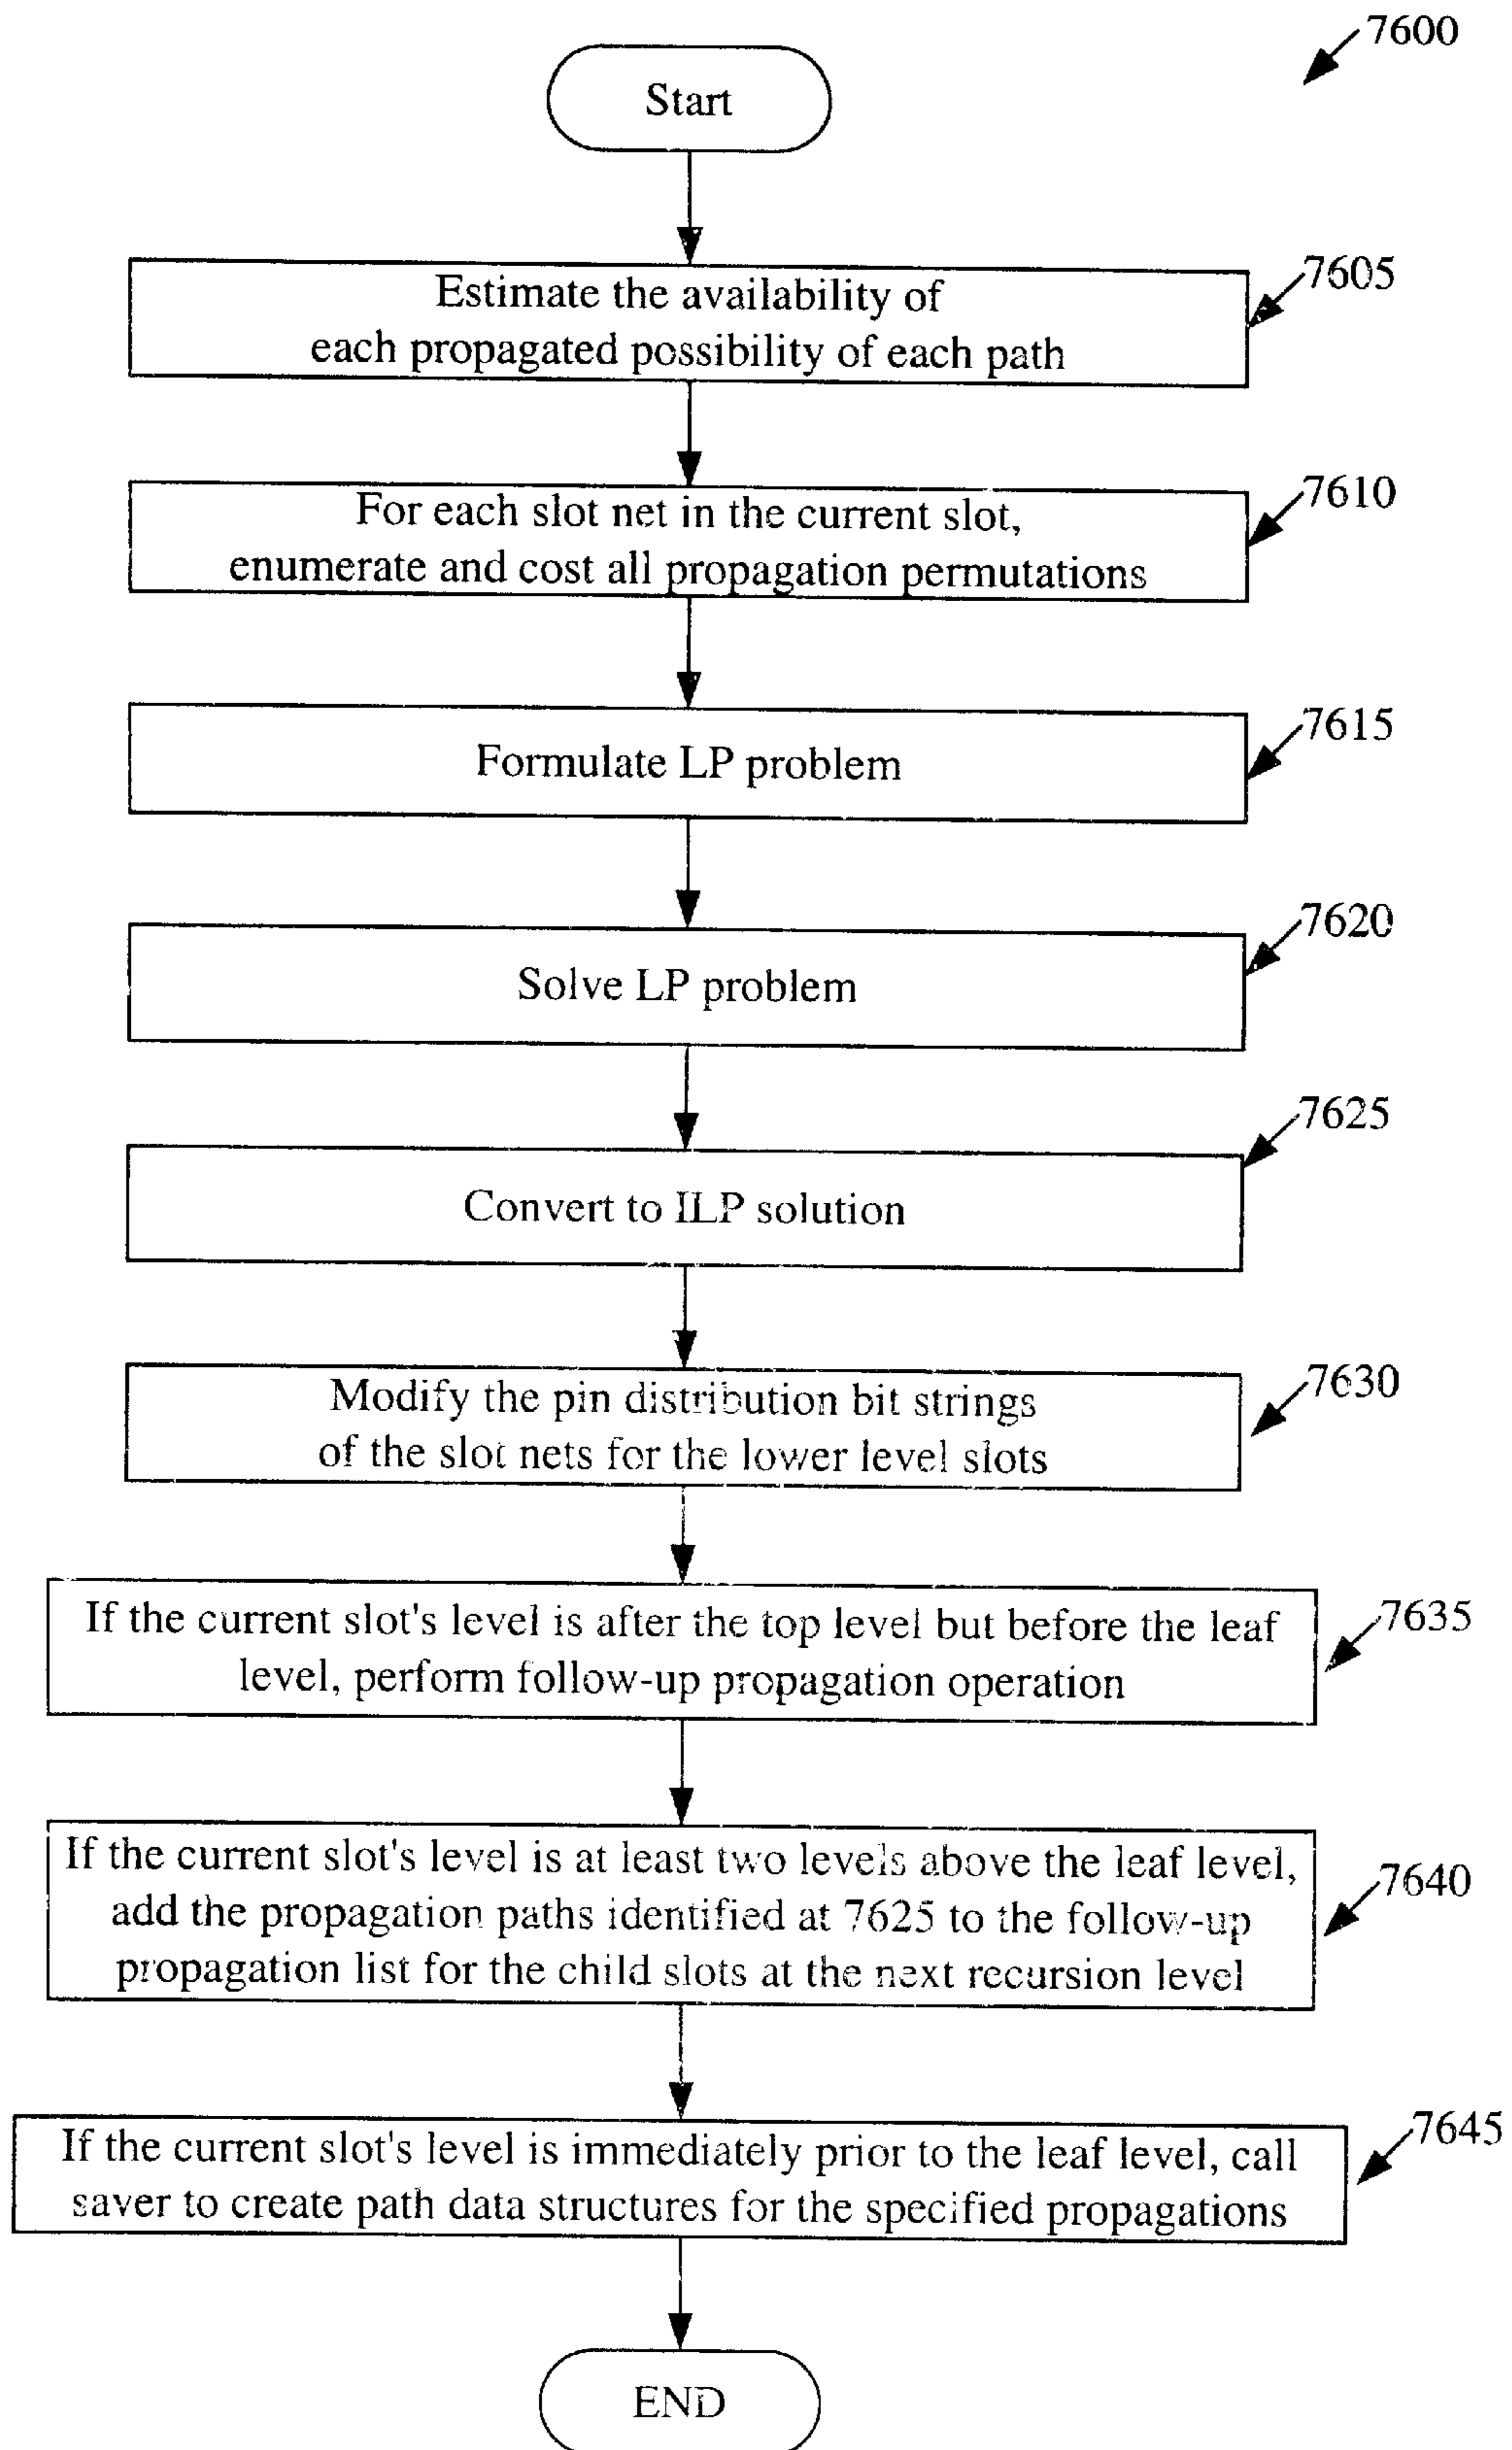 7600
Start
7605
Estimate the availability of
each propagated possibility of each path
7610
For each slot net in the current slot,
enumerate and cost all propagation permutations
7615
Formulate LP problem
7620
Solve LP problem
7625
Convert to ILP solution
7630
Modify the pin distribution bit strings
of the slot nets for the lower level slots
7635
If the current slot's level is after the top level but before the leaf
level, perform follow-up propagation operation
7640
If the current slot's level is at least two levels above the leaf level,
add the propagation paths identified at 7625 to the follow-up
propagation list for the child slots at the next recursion level
7645
If the current slot's level is immediately prior to the leaf level, call
saver to create path data structures for the specified propagations
END